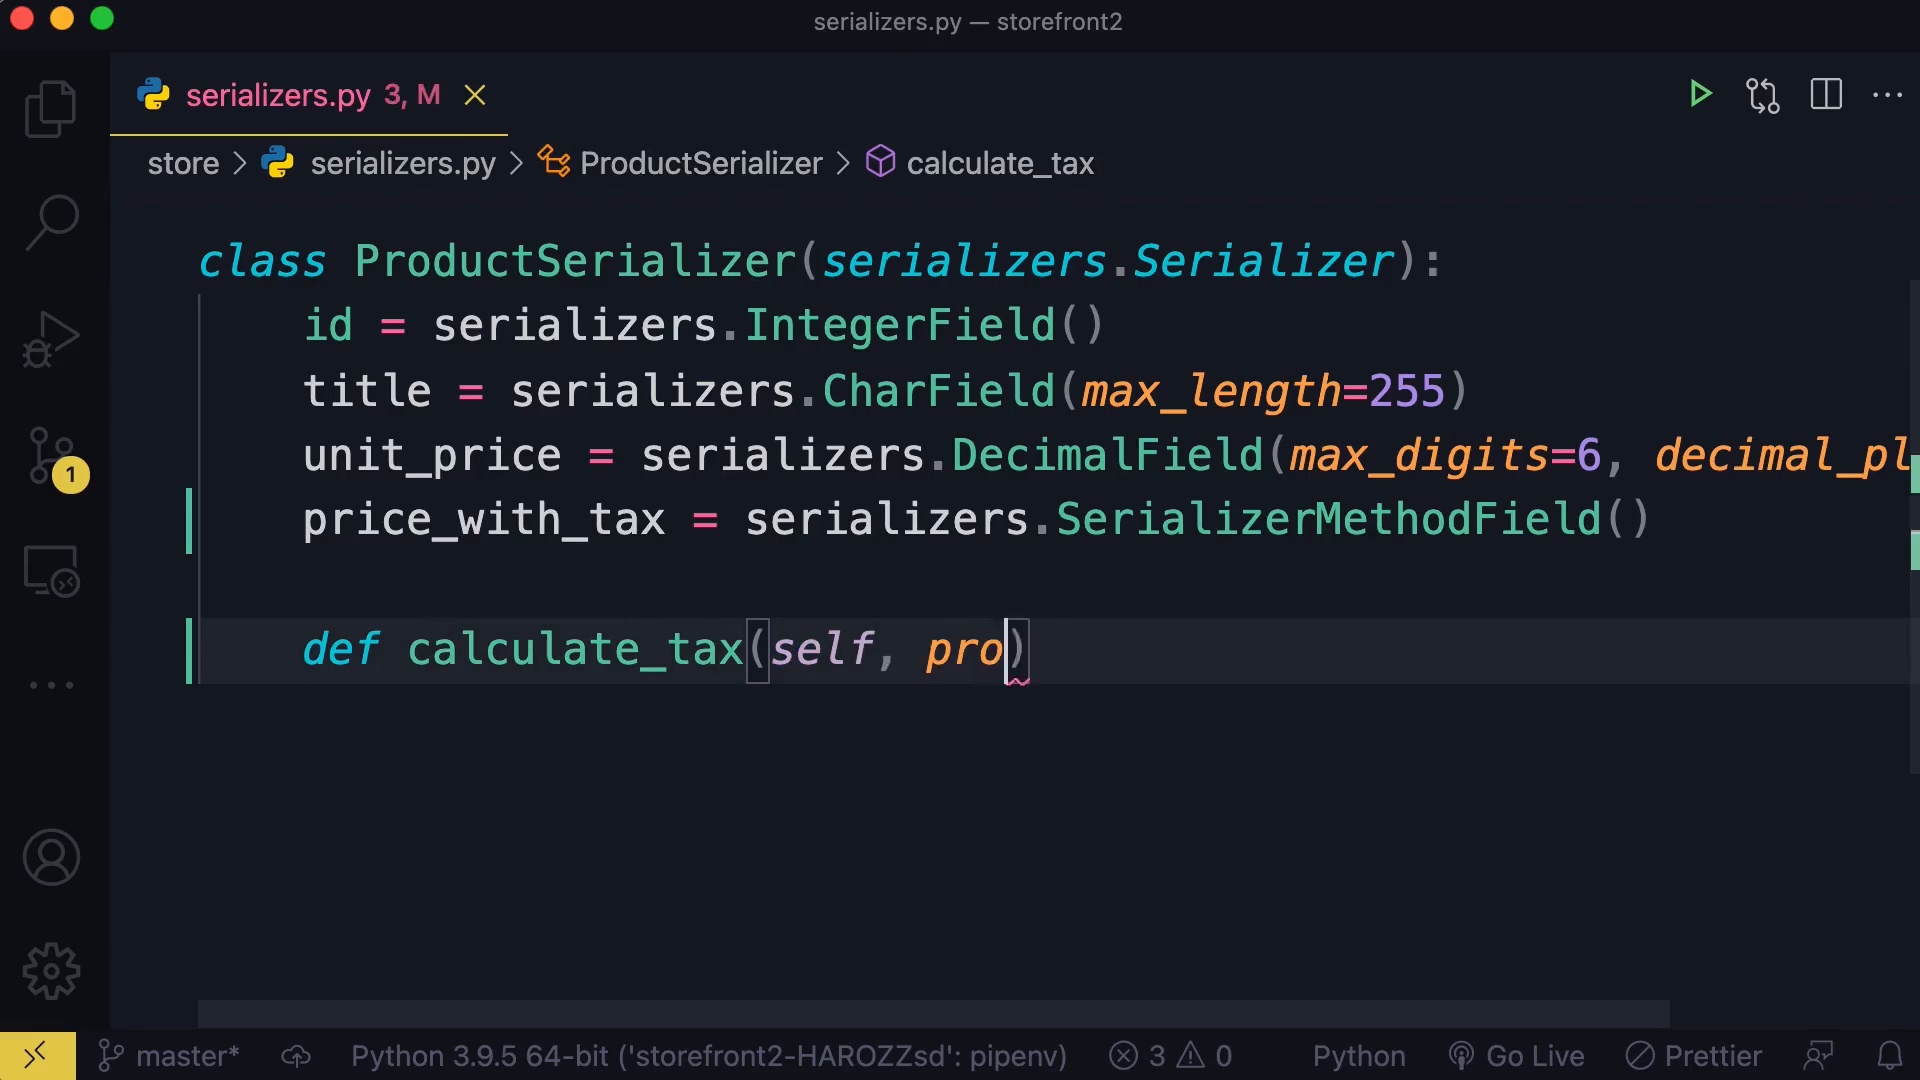 serializers.py — storefront2
serializers.py 3, M
store > serializers.py > ProductSerializer > calculate_tax
class ProductSerializer(serializers.Serializer):
id = serializers.IntegerField()
title = serializers.CharField(max_length=255)
unit_price = serializers.DecimalField(max_digits=6, decimal_pl
price_with_tax = serializers.SerializerMethodField()
def calculate_tax(self, pro)
1
master* Python 3.9.5 64-bit ('storefront2-HAROZZsd': pipenv) 3 0 Python Go Live Prettier